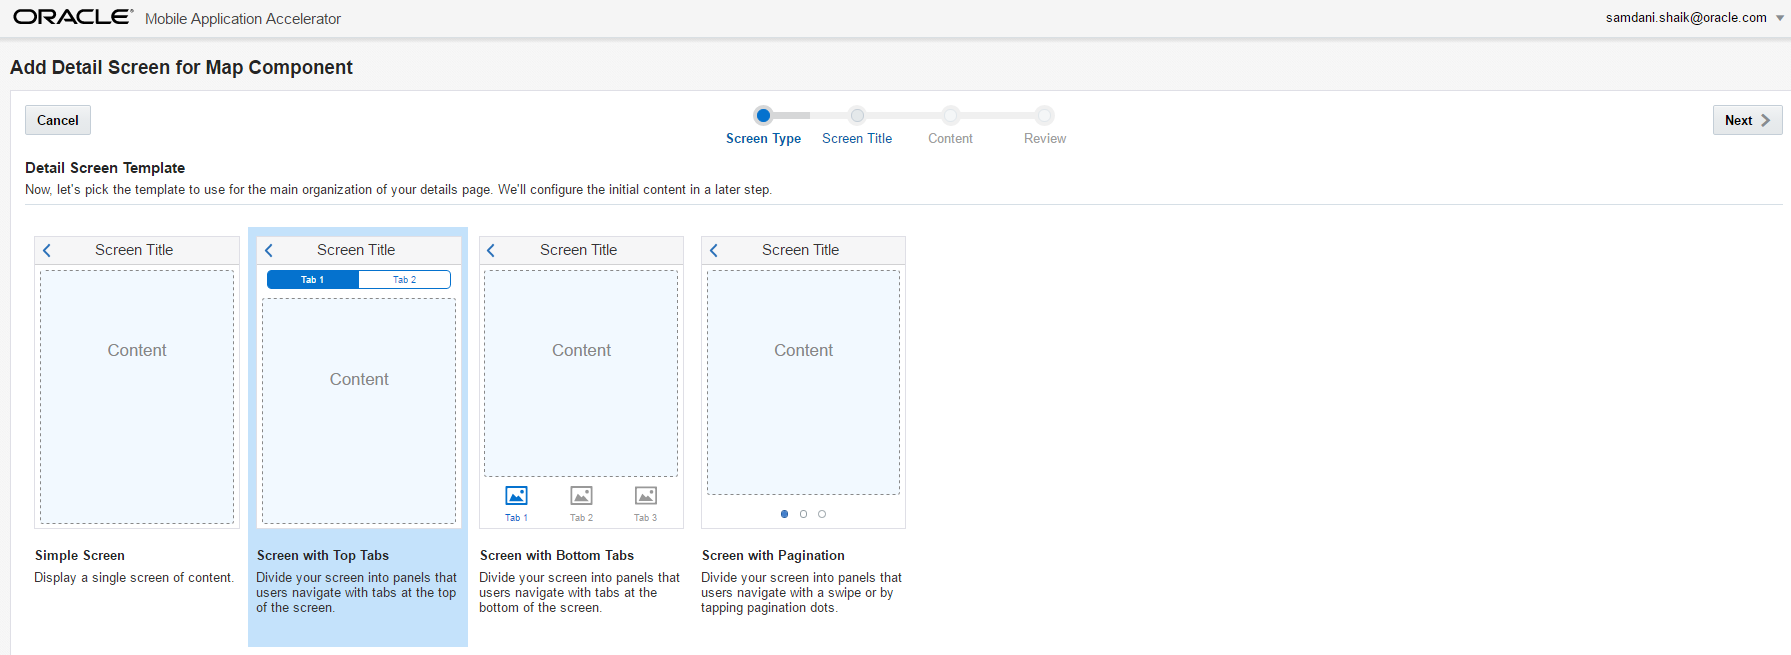 ORACLE® Mobile Application Accelerator
samdani.shaik@oracle.com
Add Detail Screen for Map Component
Cancel
Next
Screen Type
Screen Title
Content
Review
Detail Screen Template
Now, let's pick the template to use for the main organization of your details page. We'll configure the initial content in a later step.
Screen Title
Content
Simple Screen
Display a single screen of content.
Screen Title
Tab 1
Tab 2
Content
Screen with Top Tabs
Divide your screen into panels that
users navigate with tabs at the top
of the screen.
Screen Title
Content
Tab 1
Tab 2
Tab 3
Screen with Bottom Tabs
Divide your screen into panels that
users navigate with tabs at the
bottom of the screen.
Screen Title
Content
Screen with Pagination
Divide your screen into panels that
users navigate with a swipe or by
tapping pagination dots.